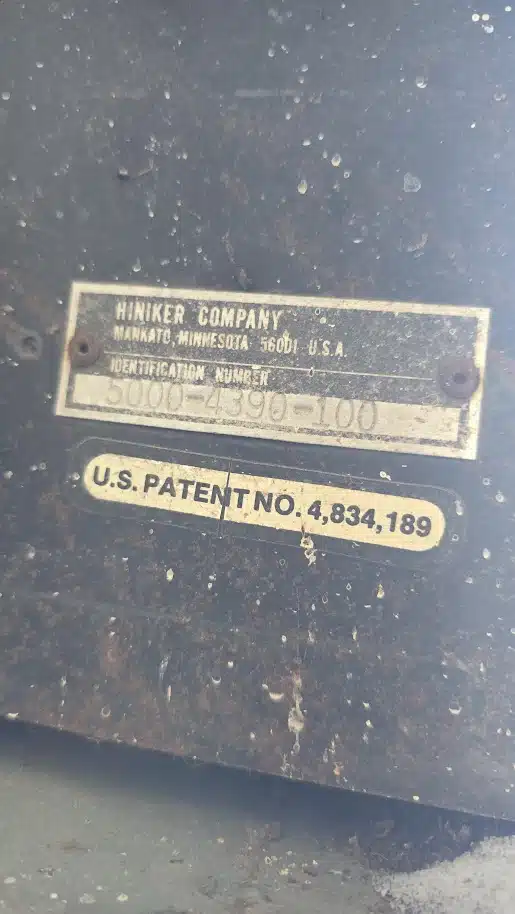 HINIKER COMPANY
MANKATO, MINNESOTA 56001 U.S.A.
IDENTIFICATION NUMBER
5000-4390-100
U.S. PATENT NO. 4,834,189